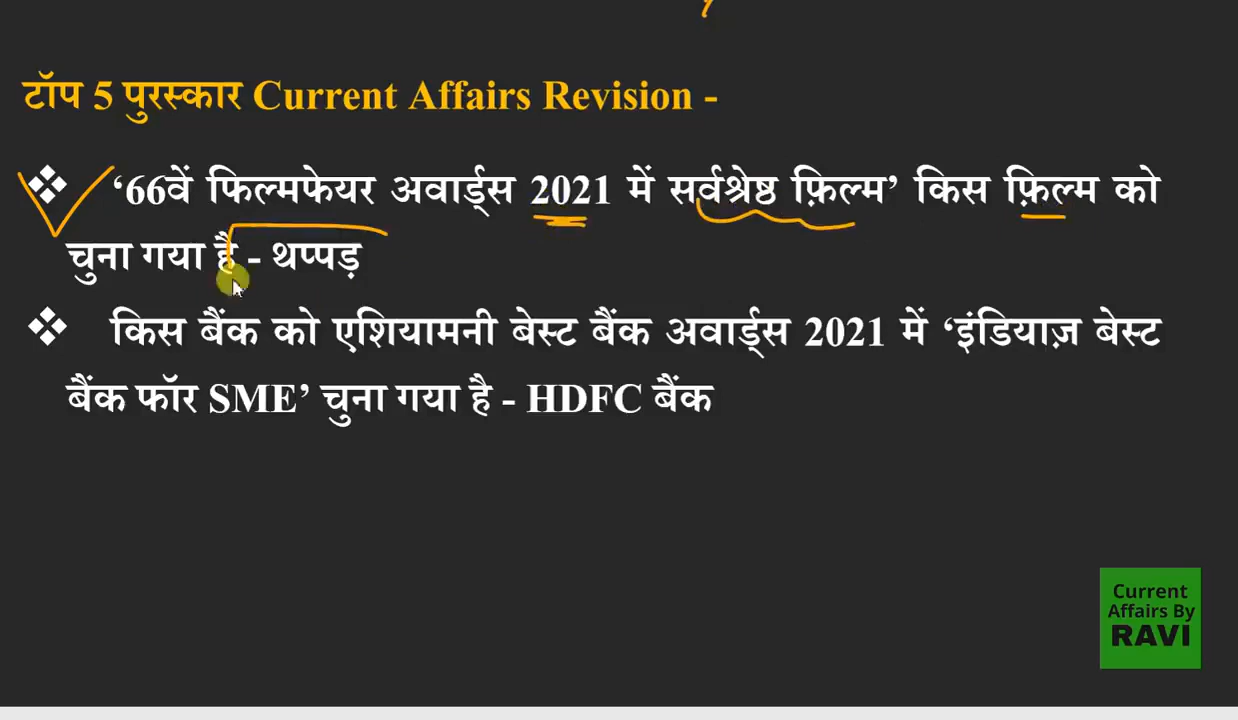 टॉप 5 पुरस्कार Current Affairs Revision -
❖ ‘66वें फिल्मफेयर अवार्ड्स 2021 में सर्वश्रेष्ठ फ़िल्म’ किस फ़िल्म को
चुना गया है - थप्पड़
❖ किस बैंक को एशियामनी बेस्ट बैंक अवार्ड्स 2021 में ‘इंडियाज़ बेस्ट
बैंक फॉर SME’ चुना गया है - HDFC बैंक
Current
Affairs By
RAVI